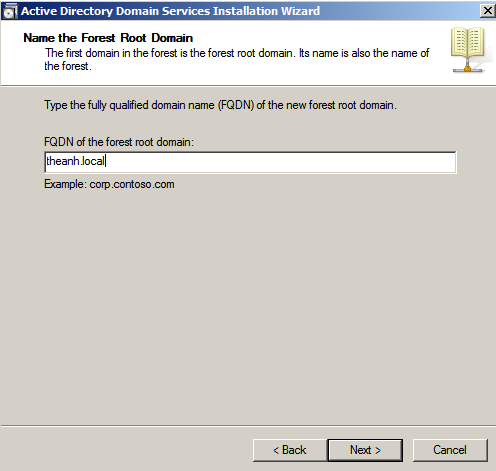 Active Directory Domain Services Installation Wizard
Name the Forest Root Domain
The first domain in the forest is the forest root domain. Its name is also the name of
the forest.
Type the fully qualified domain name (FQDN) of the new forest root domain.
FQDN of the forest root domain:
theanh.local
Example: corp.contoso.com
< Back Next > Cancel